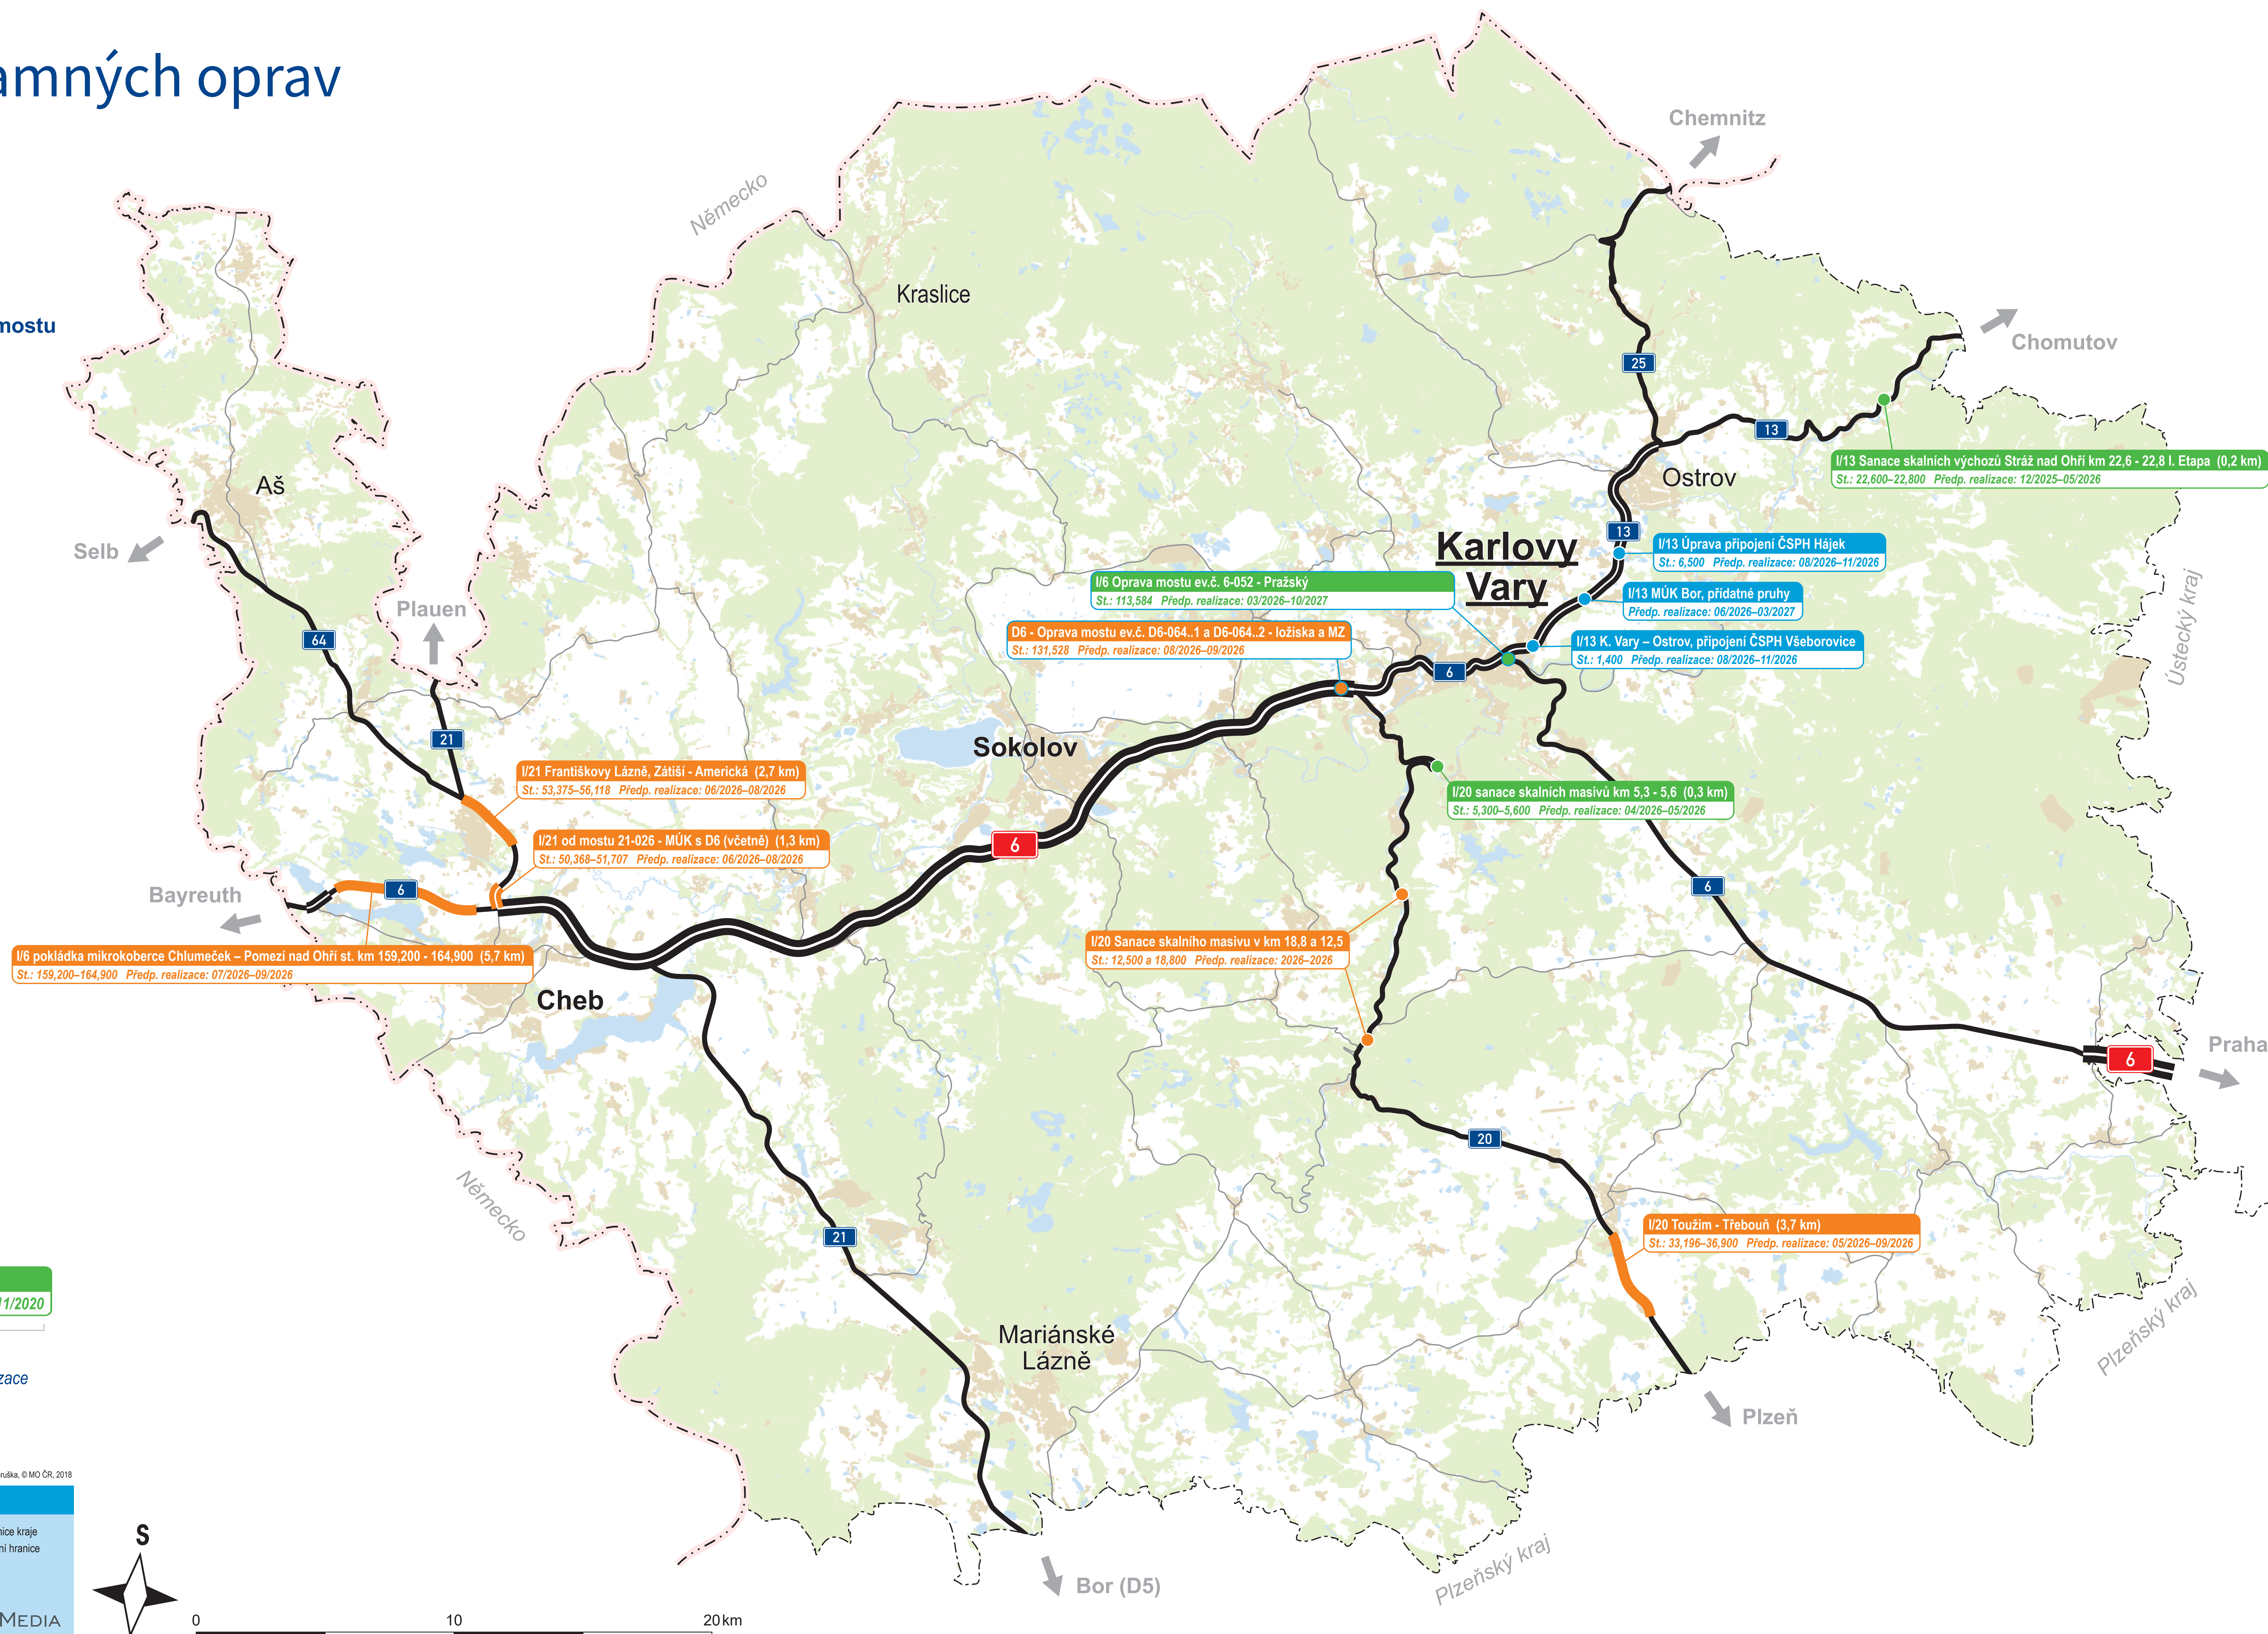 amných oprav
mostu
Chemnitz
Německo
Kraslice
Chomutov
25
13
I/13 Sanace skalních výchozů Stráž nad Ohří km 22,6 - 22,8 I. Etapa (0,2 km)
St.: 22,600–22,800 Předp. realizace: 12/2025–05/2026
Ostrov
Aš
Selb
13
I/13 Úprava připojení ČSPH Hájek
St.: 6,500 Předp. realizace: 08/2026–11/2026
Karlovy
Vary
I/6 Oprava mostu ev.č. 6-052 - Pražský
St.: 113,584 Předp. realizace: 03/2026–10/2027
I/13 MÚK Bor, přídatné pruhy
Předp. realizace: 06/2026–03/2027
Plauen
64
D6 - Oprava mostu ev.č. D6-064..1 a D6-064..2 - ložiska a MZ
St.: 131,528 Předp. realizace: 08/2026–09/2026
I/13 K. Vary – Ostrov, připojení ČSPH Všeborovice
St.: 1,400 Předp. realizace: 08/2026–11/2026
Ústecký kraj
6
21
Sokolov
I/21 Františkovy Lázně, Zátiší - Americká (2,7 km)
St.: 53,375–56,118 Předp. realizace: 06/2026–08/2026
I/20 sanace skalních masivů km 5,3 - 5,6 (0,3 km)
St.: 5,300–5,600 Předp. realizace: 04/2026–05/2026
I/21 od mostu 21-026 - MÚK s D6 (včetně) (1,3 km)
St.: 50,368–51,707 Předp. realizace: 06/2026–08/2026
6
Bayreuth
6
6
I/6 pokládka mikrokoberce Chlumeček – Pomezí nad Ohří st. km 159,200 - 164,900 (5,7 km)
St.: 159,200–164,900 Předp. realizace: 07/2026–09/2026
I/20 Sanace skalního masivu v km 18,8 a 12,5
St.: 12,500 a 18,800 Předp. realizace: 2026–2026
Cheb
Praha
6
20
Německo
21
I/20 Toužim - Třebouň (3,7 km)
St.: 33,196–36,900 Předp. realizace: 05/2026–09/2026
11/2020
Mariánské
Lázně
Plzeňský kraj
zace
Plzeň
ruška, © MO ČR, 2018
nice kraje
ní hranice
S
Plzeňský kraj
Bor (D5)
MEDIA
0 10 20 km